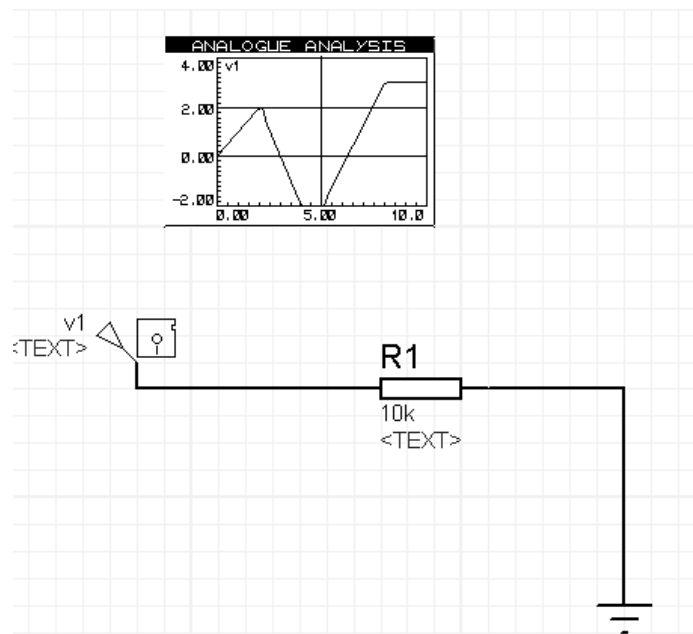 ANALOGUE ANALYSIS
4.00
v1
2.00
0.00
-2.00
0.00 5.00 10.0
v1
<TEXT>
R1
10k
<TEXT>